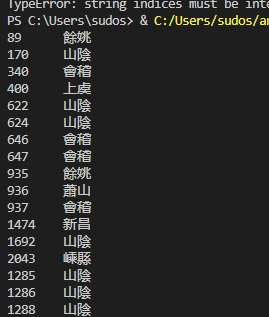 TypeError: string indices must be inte
PS C:\Users\sudos> & C:/Users/sudos/ar
89 餘姚
170 山陰
340 會稽
400 上虞
622 山陰
624 山陰
646 會稽
647 會稽
935 餘姚
936 蕭山
937 會稽
1474 新昌
1692 山陰
2043 嵊縣
1285 山陰
1286 山陰
1288 山陰